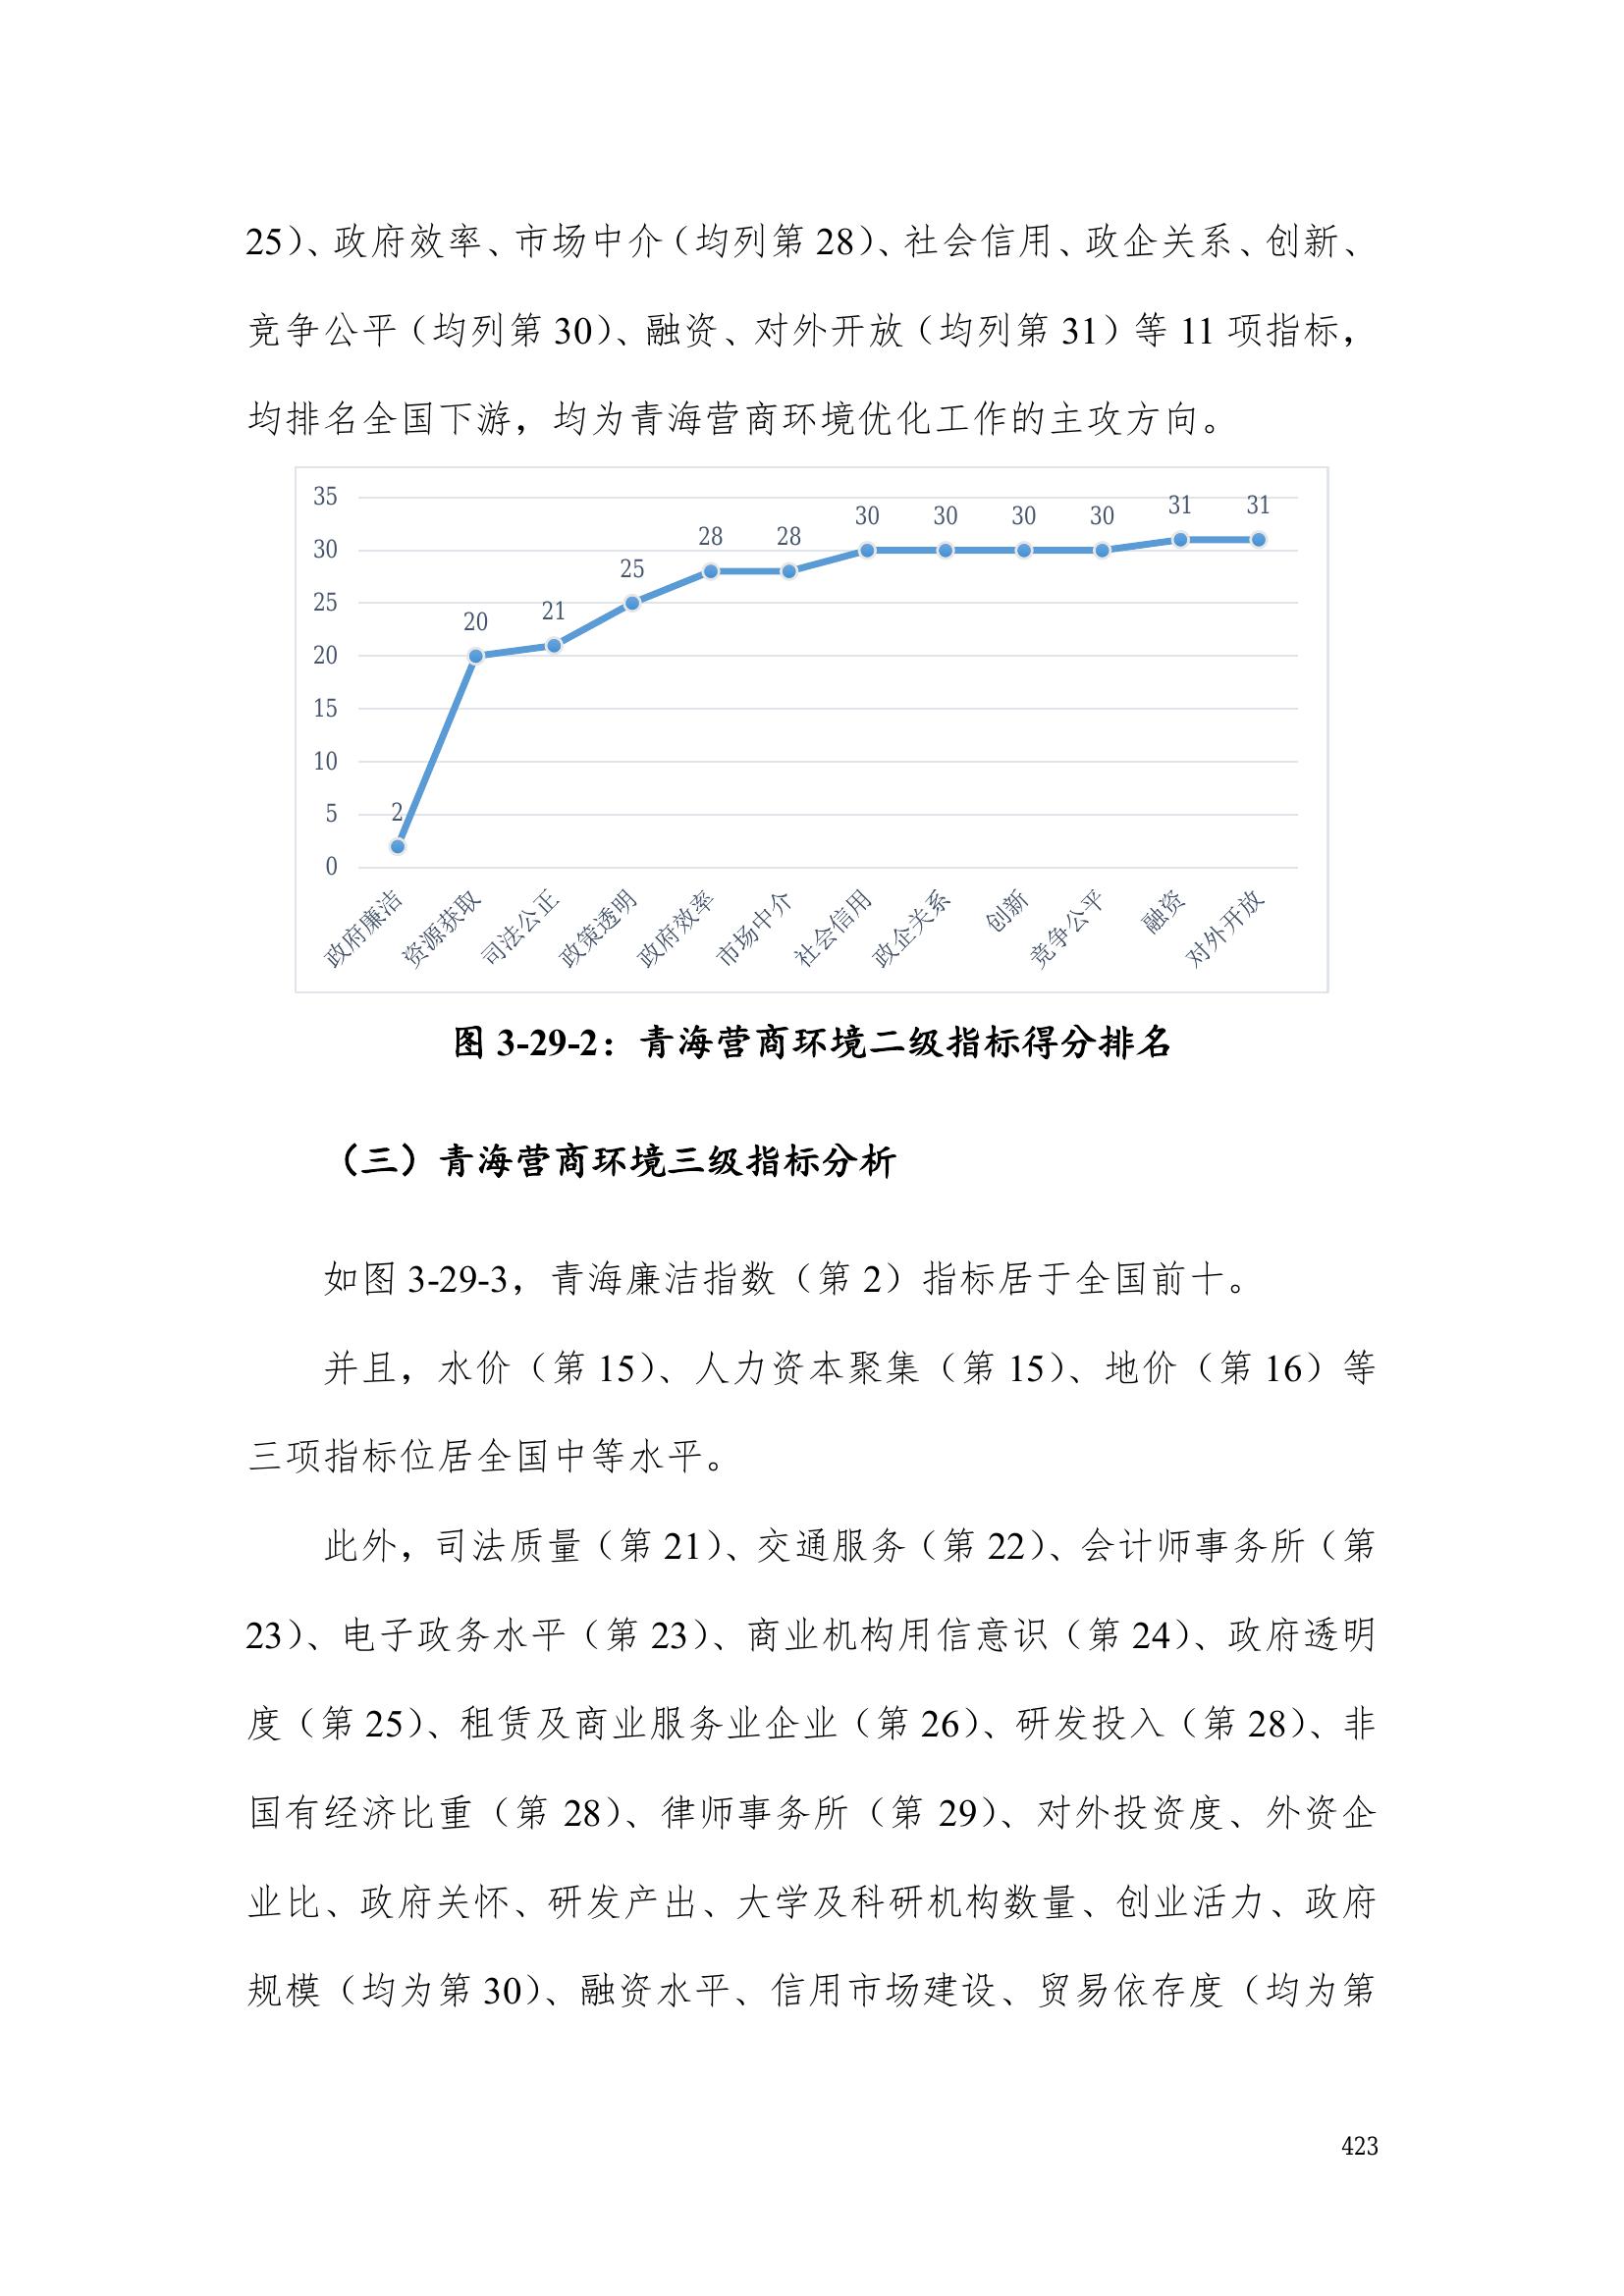 25）、政府效率、市场中介（均列第 28）、社会信用、政企关系、创新、
竞争公平（均列第 30）、融资、对外开放（均列第 31）等 11 项指标，
均排名全国下游，均为青海营商环境优化工作的主攻方向。
35
30
25
20
15
10
5
0
2
20
21
25
28
28
30
30
30
30
31
31
政府廉洁
资源获取
司法公正
政策透明
政府效率
市场中介
社会信用
政企关系
创新
竞争公平
融资
对外开放
图 3-29-2：青海营商环境二级指标得分排名
（三）青海营商环境三级指标分析
如图 3-29-3，青海廉洁指数（第 2）指标居于全国前十。
并且，水价（第 15）、人力资本聚集（第 15）、地价（第 16）等
三项指标位居全国中等水平。
此外，司法质量（第 21）、交通服务（第 22）、会计师事务所（第
23）、电子政务水平（第 23）、商业机构用信意识（第 24）、政府透明
度（第 25）、租赁及商业服务业企业（第 26）、研发投入（第 28）、非
国有经济比重（第 28）、律师事务所（第 29）、对外投资度、外资企
业比、政府关怀、研发产出、大学及科研机构数量、创业活力、政府
规模（均为第 30）、融资水平、信用市场建设、贸易依存度（均为第
423